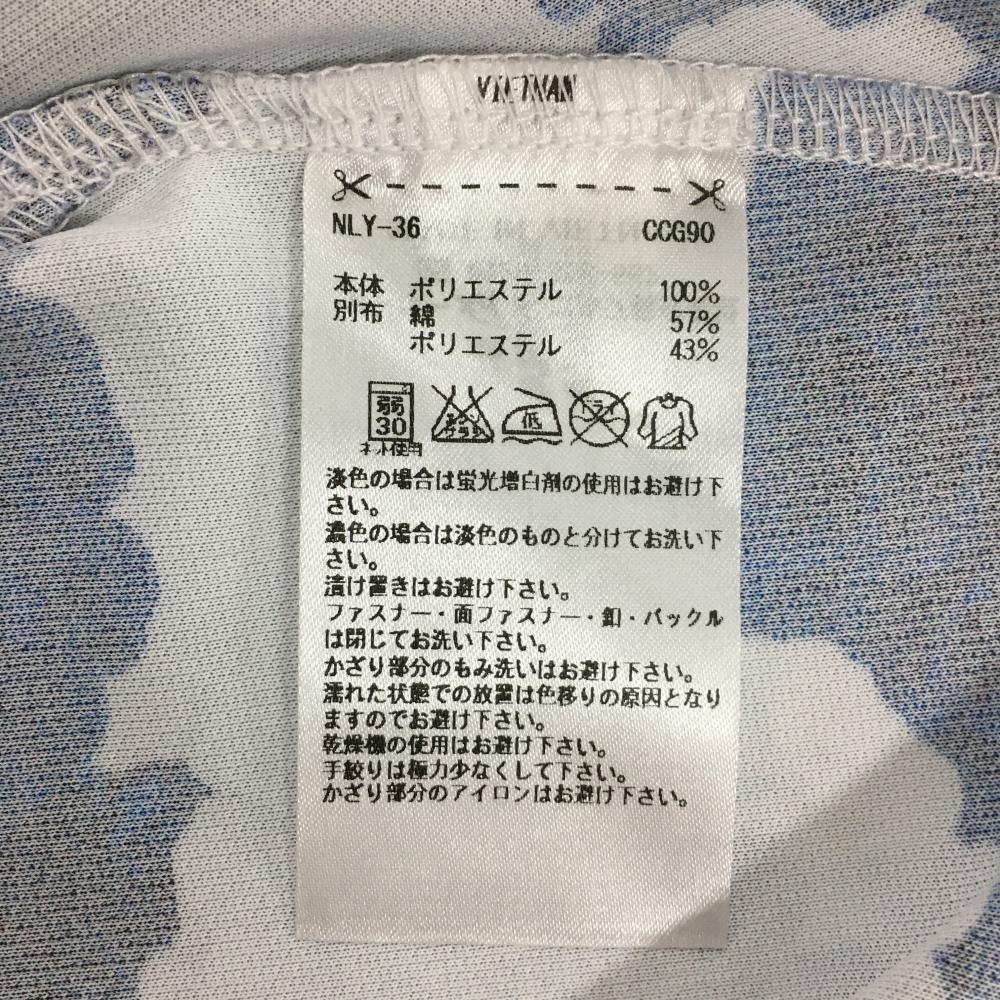 NLY-36 CCG90
本体 ポリエステル 100%
別布 綿 57%
ポリエステル 43%
弱
30
ネット使用
エンソ
サラシ
低
ドライ
淡色の場合は蛍光増白剤の使用はお避け下
さい。
濃色の場合は淡色のものと分けてお洗い下
さい。
漬け置きはお避け下さい。
ファスナー・面ファスナー・釦・バックル
は閉じてお洗い下さい。
かざり部分のもみ洗いはお避け下さい。
濡れた状態での放置は色移りの原因となり
ますのでお避け下さい。
乾燥機の使用はお避け下さい。
手絞りは極力少なくして下さい。
かざり部分のアイロンはお避け下さい。